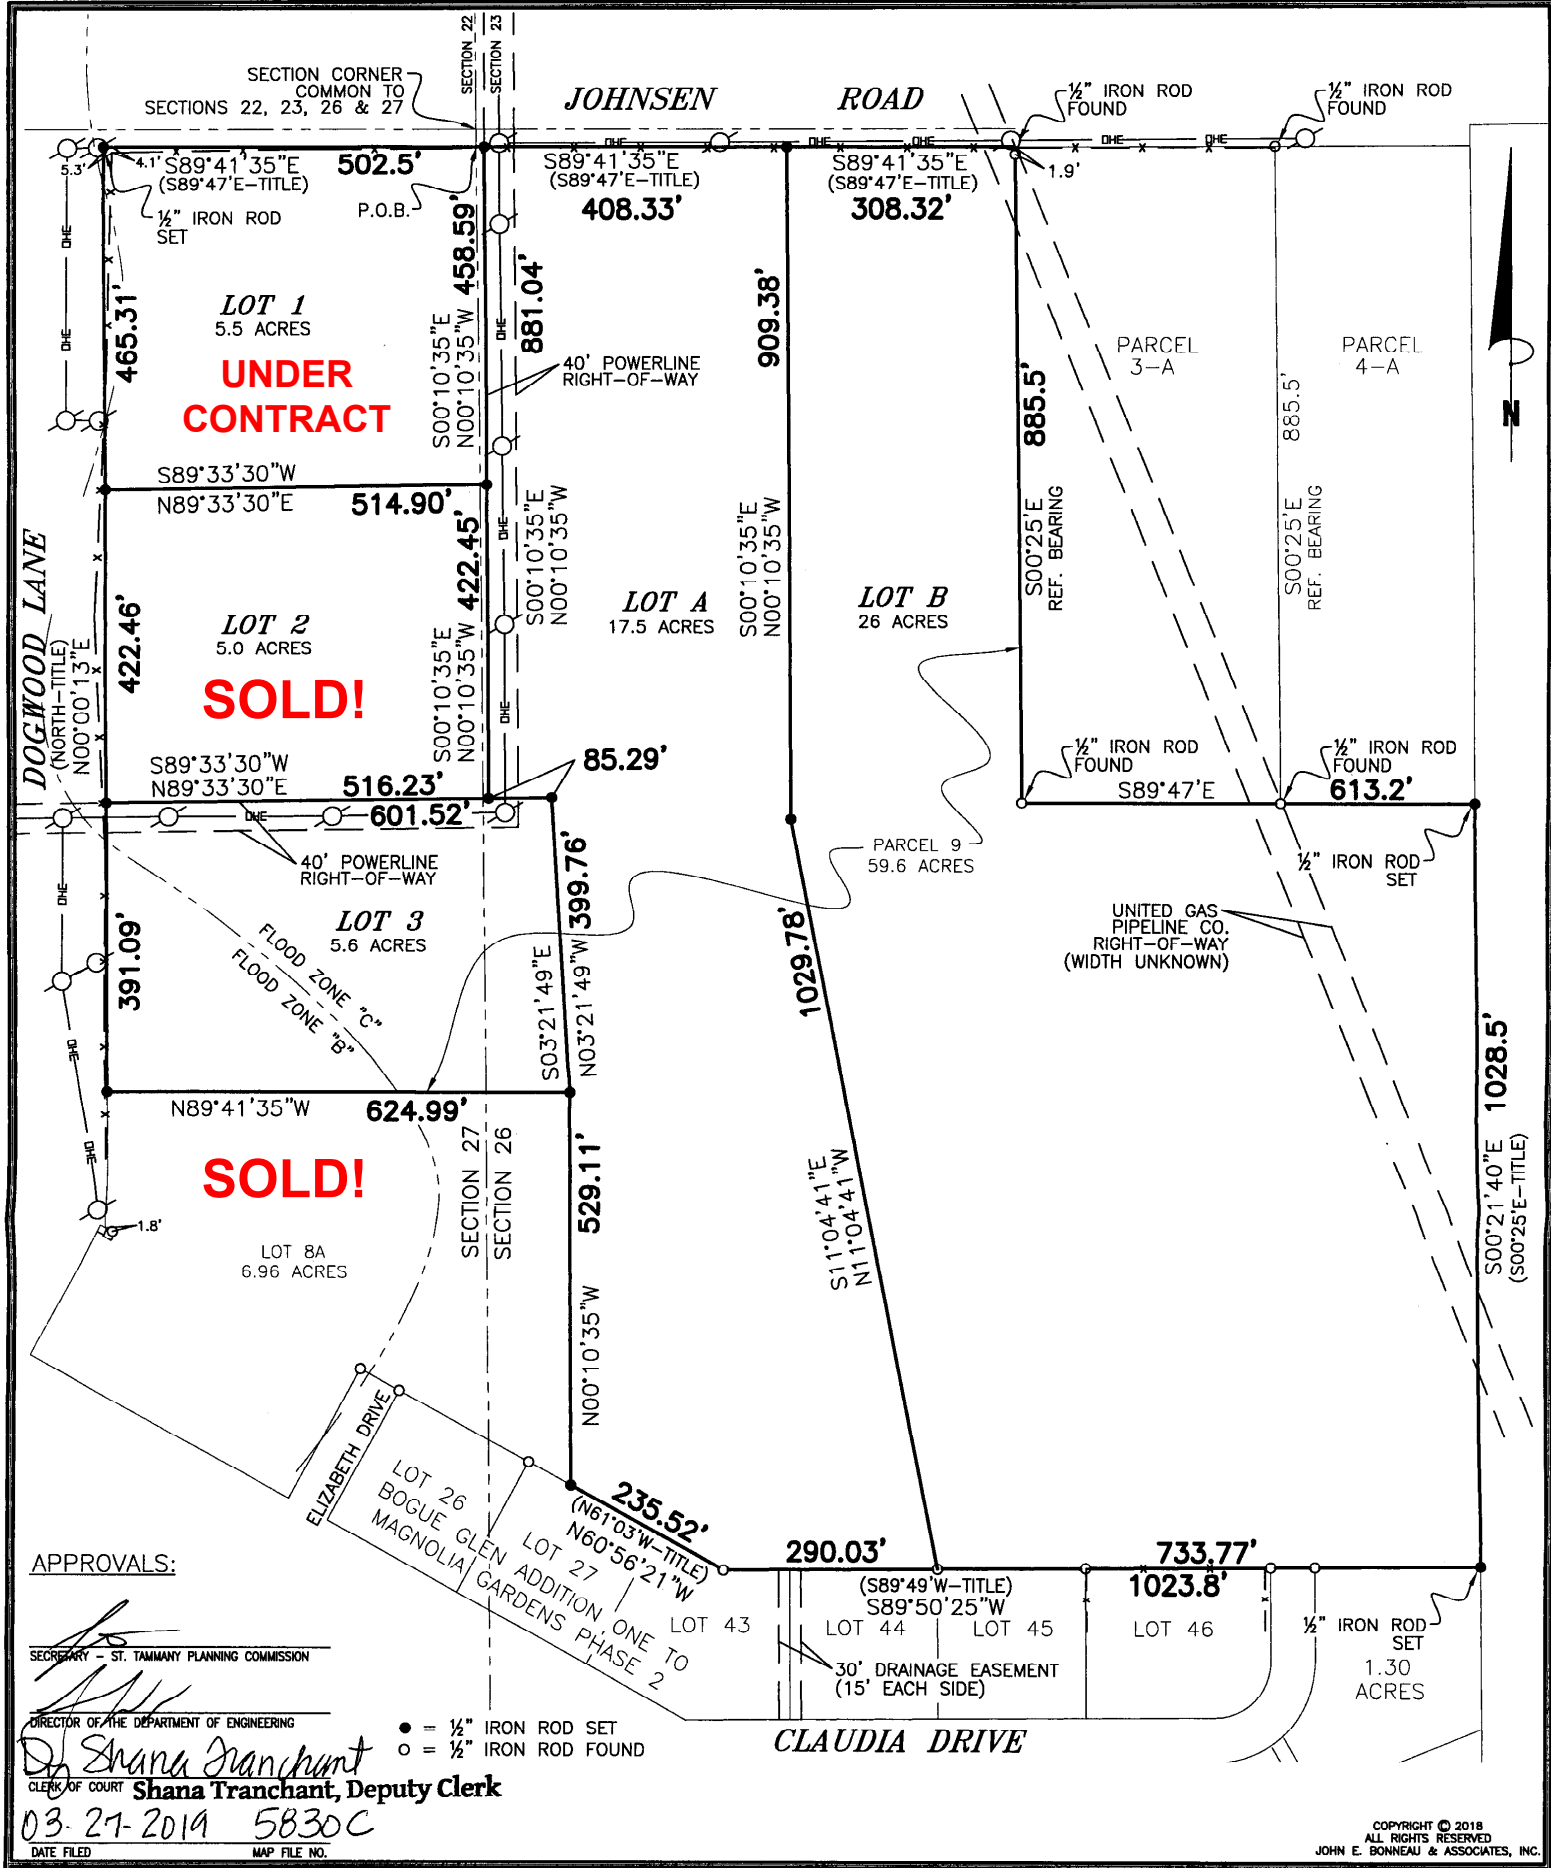 SECTION 22
SECTION 23
SECTION CORNER
COMMON TO
SECTIONS 22, 23, 26 & 27
JOHNSEN ROAD
½" IRON ROD
FOUND
½" IRON ROD
FOUND
OHE
OHE
OHE
OHE
5.3'
4.1'
S89°41'35"E
(S89°47'E-TITLE)
502.5'
S89°41'35"E
(S89°47'E-TITLE)
408.33'
S89°41'35"E
(S89°47'E-TITLE)
308.32'
1.9'
½" IRON ROD
SET
P.O.B.
OHE
OHE
465.31'
LOT 1
5.5 ACRES
UNDER
CONTRACT
458.59'
S00°10'35"E
N00°10'35"W
881.04'
OHE
40' POWERLINE
RIGHT-OF-WAY
909.38'
885.5'
PARCEL
3-A
885.5'
PARCEL
4-A
N
S89°33'30"W
N89°33'30"E
514.90'
DOGWOOD LANE
(NORTH-TITLE)
N00°00'13"E
422.46'
LOT 2
5.0 ACRES
SOLD!
422.45'
S00°10'35"E
N00°10'35"W
OHE
OHE
S00°10'35"E
N00°10'35"W
LOT A
17.5 ACRES
S00°10'35"E
N00°10'35"W
LOT B
26 ACRES
S00°25'E
REF. BEARING
S00°25'E
REF. BEARING
S89°33'30"W
N89°33'30"E
516.23'
85.29'
601.52'
OHE
40' POWERLINE
RIGHT-OF-WAY
½" IRON ROD
FOUND
S89°47'E
½" IRON ROD
FOUND
613.2'
½" IRON ROD
SET
PARCEL 9
59.6 ACRES
OHE
391.09'
LOT 3
5.6 ACRES
FLOOD ZONE "C"
FLOOD ZONE "B"
399.76'
S03°21'49"E
N03°21'49"W
1029.78'
UNITED GAS
PIPELINE CO.
RIGHT-OF-WAY
(WIDTH UNKNOWN)
1028.5'
S00°21'40"E
(S00°25'E-TITLE)
OHE
N89°41'35"W
624.99'
OHE
SOLD!
1.8'
LOT 8A
6.96 ACRES
SECTION 27
SECTION 26
529.11'
N00°10'35"W
S11°04'41"E
N11°04'41"W
ELIZABETH DRIVE
LOT 26
BOGUE GLEN ADDITION, ONE TO
MAGNOLIA GARDENS PHASE 2
LOT 27
235.52'
(N61°03'W-TITLE)
N60°56'21"W
290.03'
(S89°49'W-TITLE)
S89°50'25"W
733.77'
1023.8'
LOT 43
LOT 44
LOT 45
LOT 46
½" IRON ROD
SET
1.30
ACRES
30' DRAINAGE EASEMENT
(15' EACH SIDE)
CLAUDIA DRIVE
APPROVALS:
SECRETARY - ST. TAMMANY PLANNING COMMISSION
DIRECTOR OF THE DEPARTMENT OF ENGINEERING
● = ½" IRON ROD SET
○ = ½" IRON ROD FOUND
Shana Tranchant
CLERK OF COURT Shana Tranchant, Deputy Clerk
03-27-2019 5830C
DATE FILED MAP FILE NO.
COPYRIGHT © 2018
ALL RIGHTS RESERVED
JOHN E. BONNEAU & ASSOCIATES, INC.